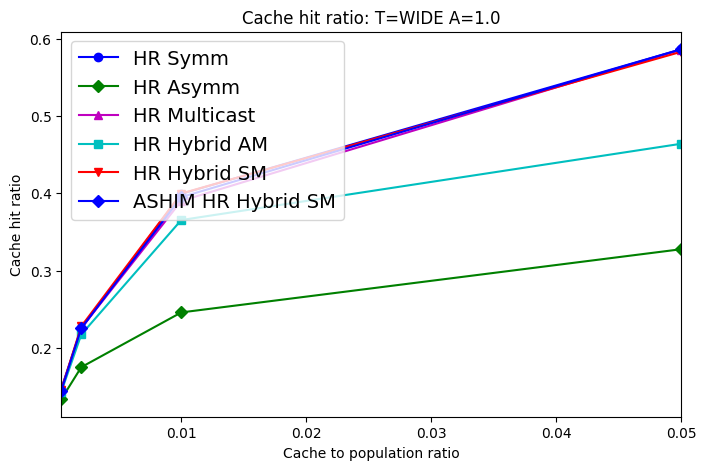 Cache hit ratio: T=WIDE A=1.0
HR Symm
HR Asymm
HR Multicast
HR Hybrid AM
HR Hybrid SM
ASHIM HR Hybrid SM
Cache hit ratio
0.6
0.5
0.4
0.3
0.2
0.01 0.02 0.03 0.04 0.05
Cache to population ratio